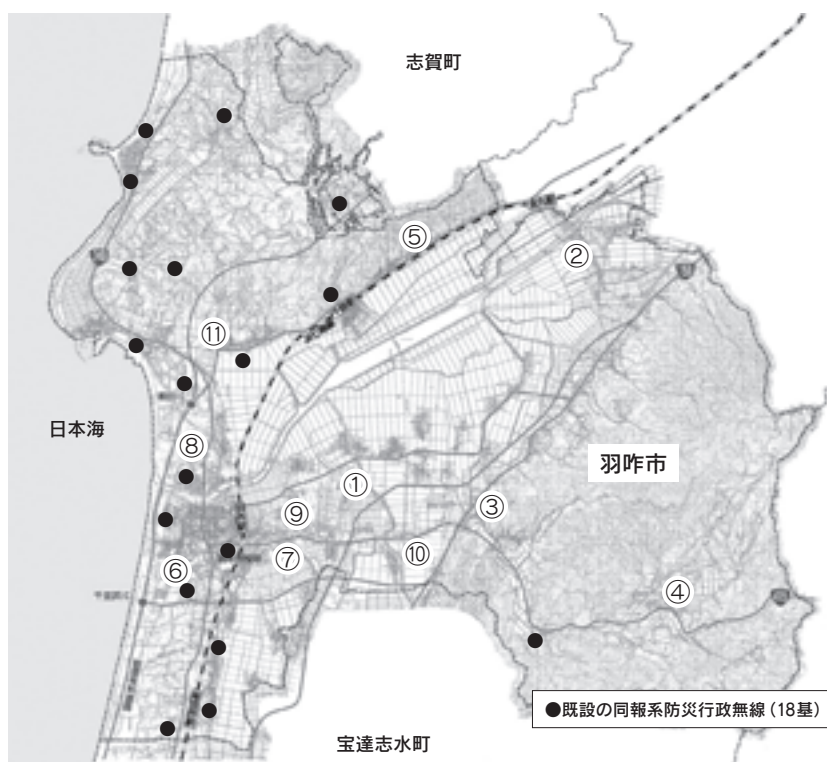 志賀町
⑤
②
⑪
日本海
⑧
羽咋市
①
③
⑨
⑩
⑦
⑥
④
●既設の同報系防災行政無線(18基)
宝達志水町